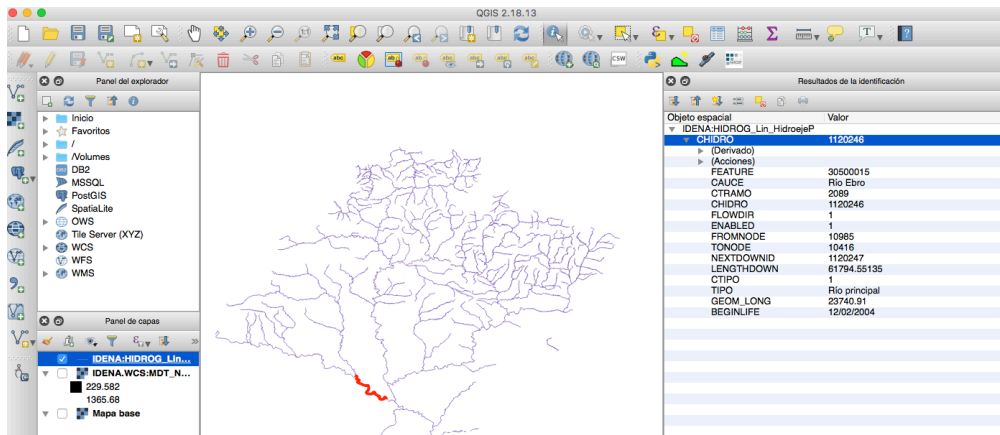 QGIS 2.18.13
CSW
Panel del explorador
Inicio
Favoritos
/
/Volumes
DB2
MSSQL
PostGIS
SpatiaLite
OWS
Tile Server (XYZ)
WCS
WFS
WMS
Panel de capas
IDENA:HIDROG_Lin...
IDENA.WCS:MDT_N...
229.582
1365.68
Mapa base
Resultados de la identificación
Objeto espacial Valor
IDENA:HIDROG_Lin_HidroejeP
CHIDRO 1120246
(Derivado)
(Acciones)
FEATURE 30500015
CAUCE Río Ebro
CTRAMO 2089
CHIDRO 1120246
FLOWDIR 1
ENABLED 1
FROMNODE 10985
TONODE 10416
NEXTDOWNID 1120247
LENGTHDOWN 61794.55135
CTIPO 1
TIPO Río principal
GEOM_LONG 23740.91
BEGINLIFE 12/02/2004